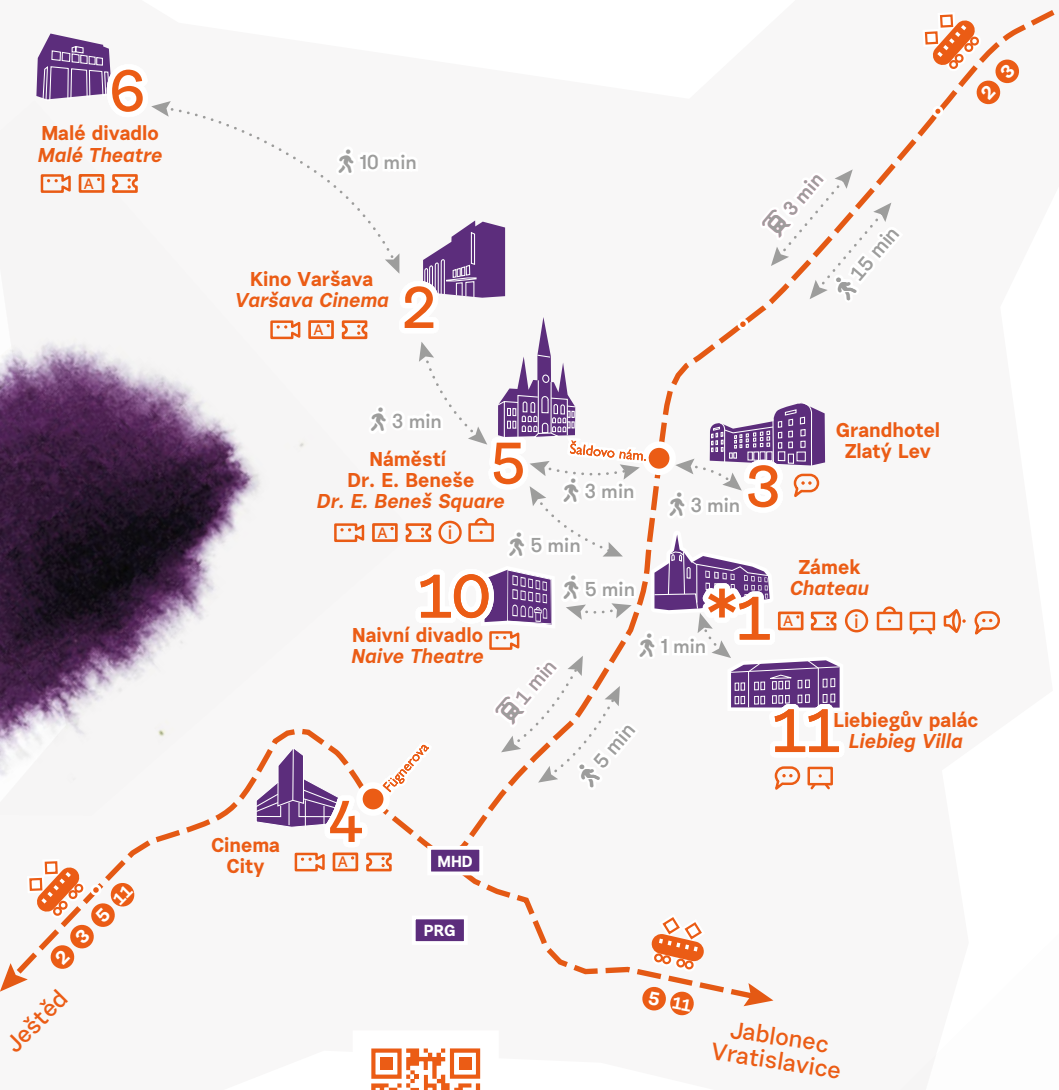 2
3
6
Malé divadlo
Malé Theatre
A
10 min
3 min
15 min
Kino Varšava
Varšava Cinema
2
A
3 min
Náměstí
Dr. E. Beneše
Dr. E. Beneš Square
5
A
i
Šaldovo nám.
3 min
3 min
Grandhotel
Zlatý Lev
3
5 min
10
Naivní divadlo
Naive Theatre
5 min
Zámek
Chateau
*1
A
i
1 min
11
Liebiegův palác
Liebieg Villa
1 min
5 min
Fügnerova
4
Cinema
City
A
MHD
PRG
2
3
5
11
Ještěd
5
11
Jablonec
Vratislavice